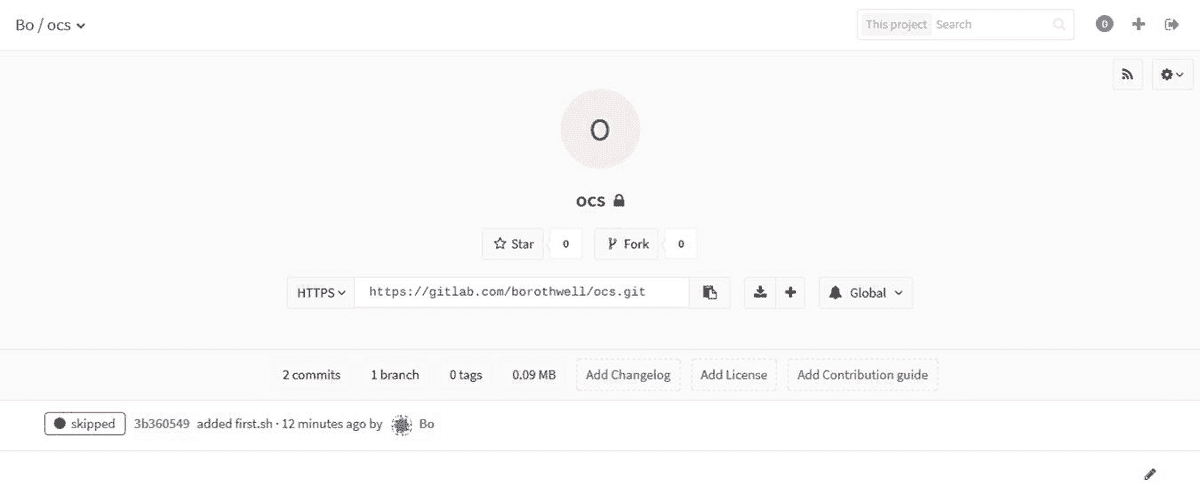 Bo / ocs
This project Search 0
O
ocs
Star 0 Fork 0
HTTPS https://gitlab.com/borothwell/ocs.git Global
2 commits 1 branch 0 tags 0.09 MB Add Changelog Add License Add Contribution guide
skipped 3b360549 added first.sh · 12 minutes ago by Bo